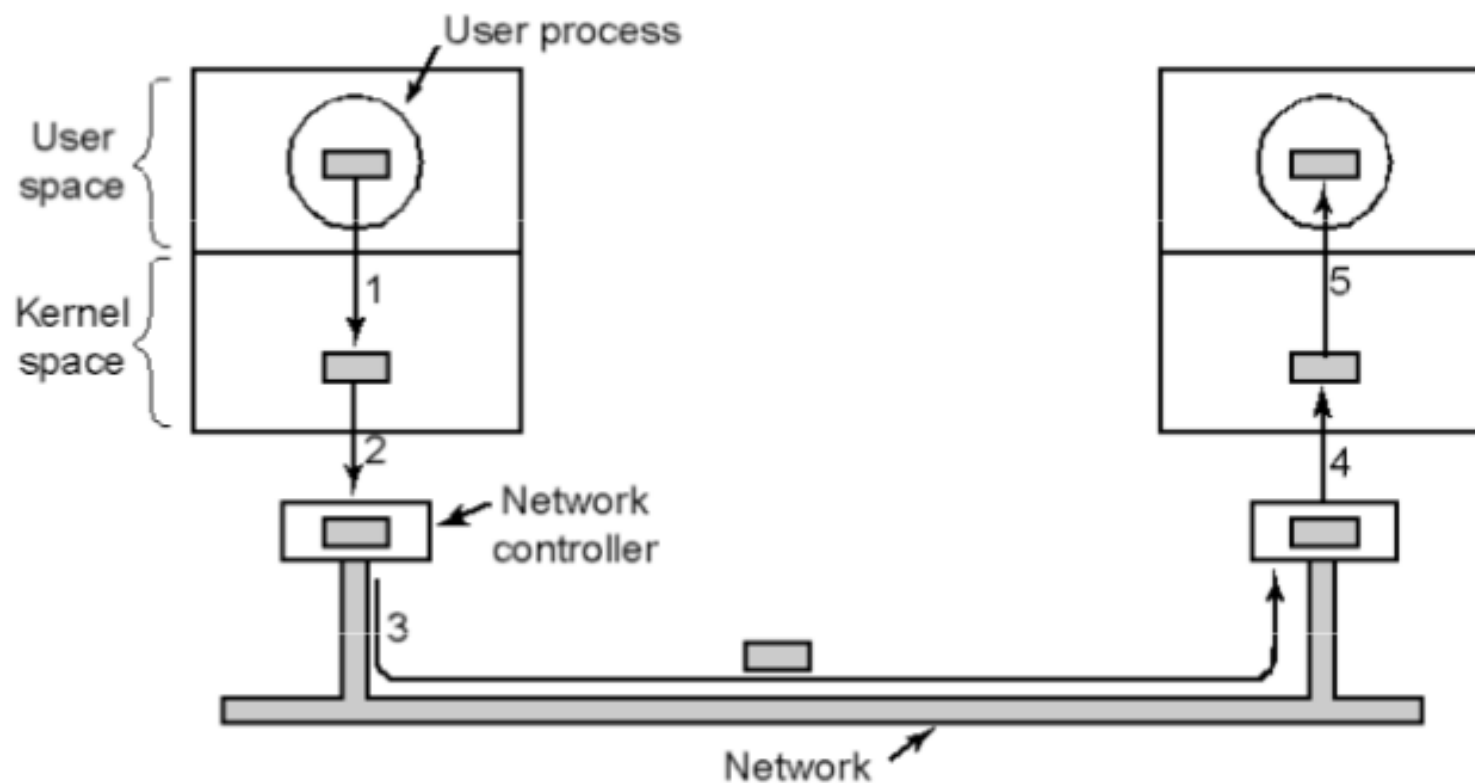 User process
User
space
Kernel
space
1
2
Network
controller
3
5
4
Network